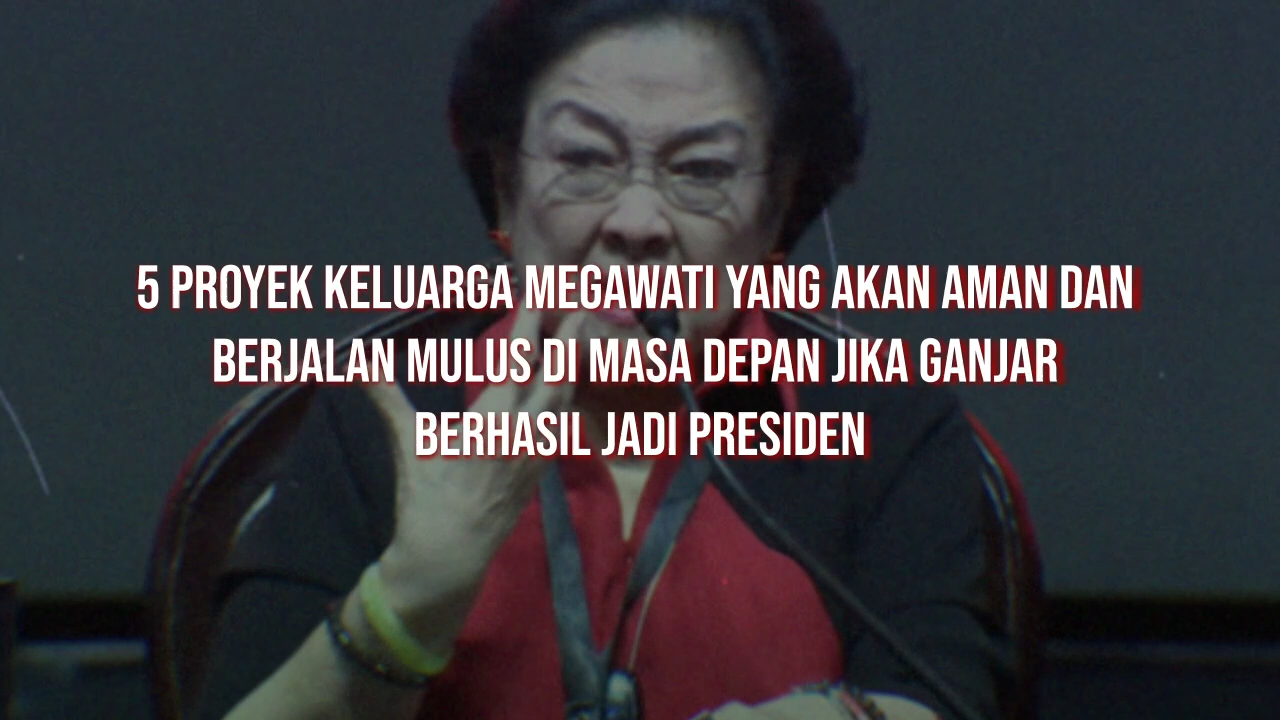 5 PROYEK KELUARGA MEGAWATI YANG AKAN AMAN DAN
BERJALAN MULUS DI MASA DEPAN JIKA GANJAR
BERHASIL JADI PRESIDEN